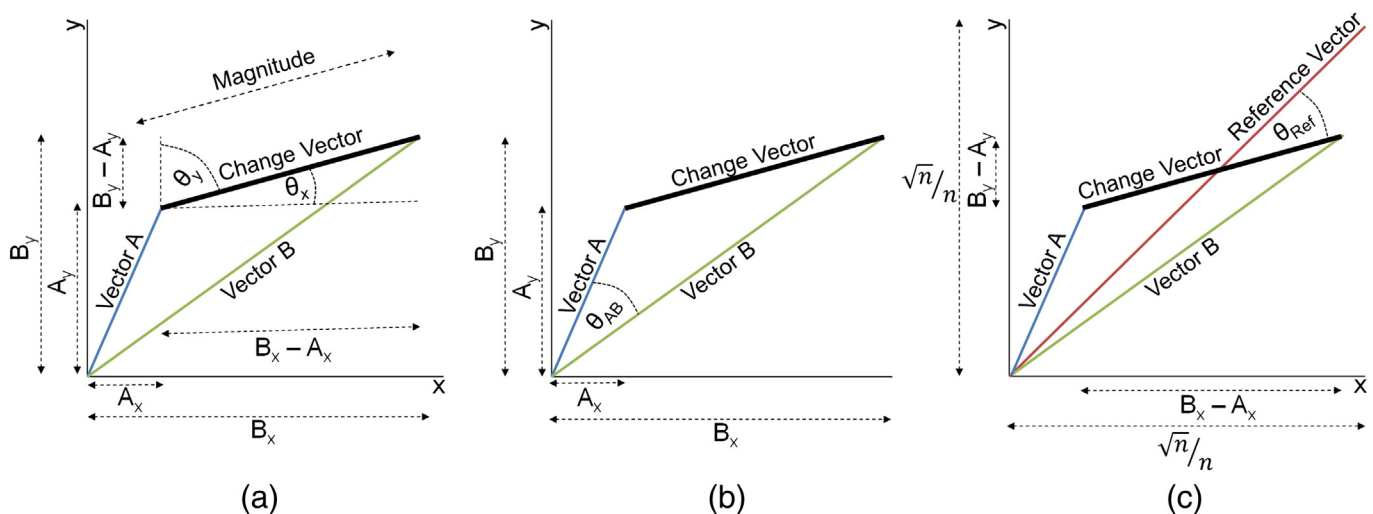 y
Magnitude
B_y – A_y
θ_y
Change Vector
θ_x
B_y
A_y
Vector A
Vector B
B_x – A_x
x
A_x
B_x
(a)
y
Change Vector
B_y
A_y
Vector A
θ_AB
Vector B
A_x
B_x
(b)
y
Reference Vector
θ_Ref
√n/n
B_y – A_y
Change Vector
Vector A
Vector B
x
B_x – A_x
√n/n
(c)